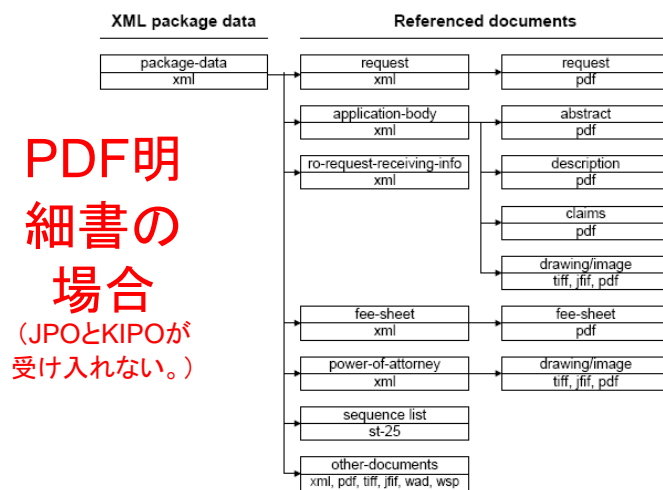 XML package data
Referenced documents
package-data
xml
request
xml
request
pdf
application-body
xml
abstract
pdf
ro-request-receiving-info
xml
description
pdf
claims
pdf
drawing/image
tiff, jfif, pdf
fee-sheet
xml
fee-sheet
pdf
power-of-attorney
xml
drawing/image
tiff, jfif, pdf
sequence list
st-25
other-documents
xml, pdf, tiff, jfif, wad, wsp
PDF明
細書の
場合
（JPOとKIPOが
受け入れない。）